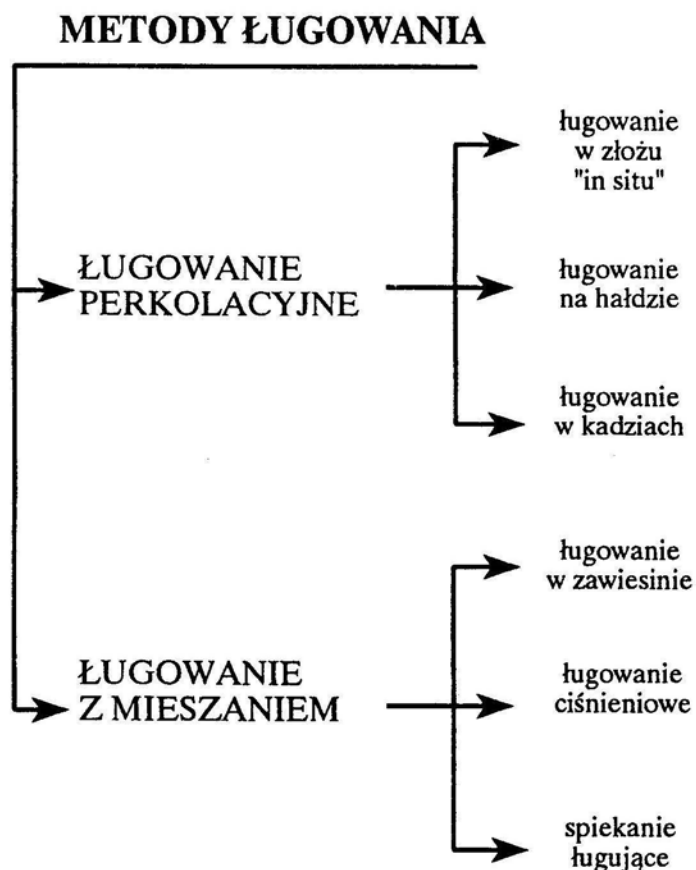 METODY ŁUGOWANIA
ługowanie
w złożu
"in situ"
ŁUGOWANIE
PERKOLACYJNE
ługowanie
na hałdzie
ługowanie
w kadziach
ługowanie
w zawiesinie
ŁUGOWANIE
Z MIESZANIEM
ługowanie
ciśnieniowe
spiekanie
ługujące